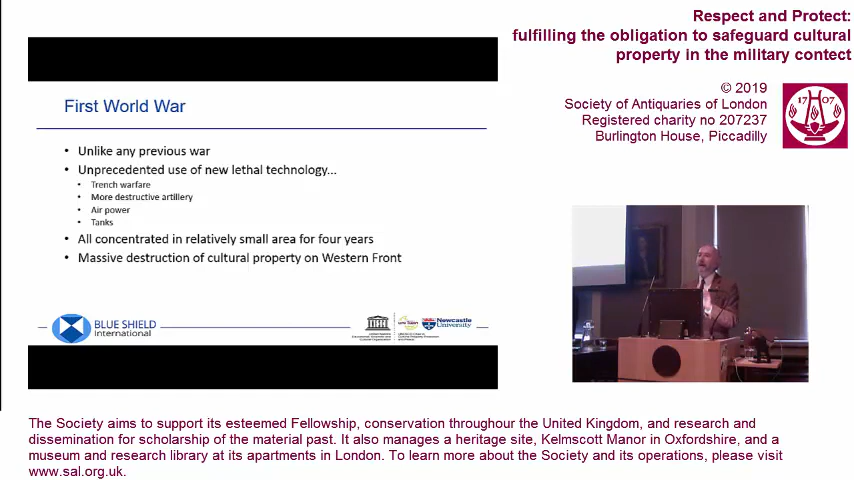 Respect and Protect:
fulfilling the obligation to safeguard cultural
property in the military contect
© 2019
Society of Antiquaries of London
Registered charity no 207237
Burlington House, Piccadilly
17 07
First World War
• Unlike any previous war
• Unprecedented use of new lethal technology...
• Trench warfare
• More destructive artillery
• Air power
• Tanks
• All concentrated in relatively small area for four years
• Massive destruction of cultural property on Western Front
BLUE SHIELD
International
Newcastle
University
The Society aims to support its esteemed Fellowship, conservation throughour the United Kingdom, and research and
dissemination for scholarship of the material past. It also manages a heritage site, Kelmscott Manor in Oxfordshire, and a
museum and research library at its apartments in London. To learn more about the Society and its operations, please visit
www.sal.org.uk.